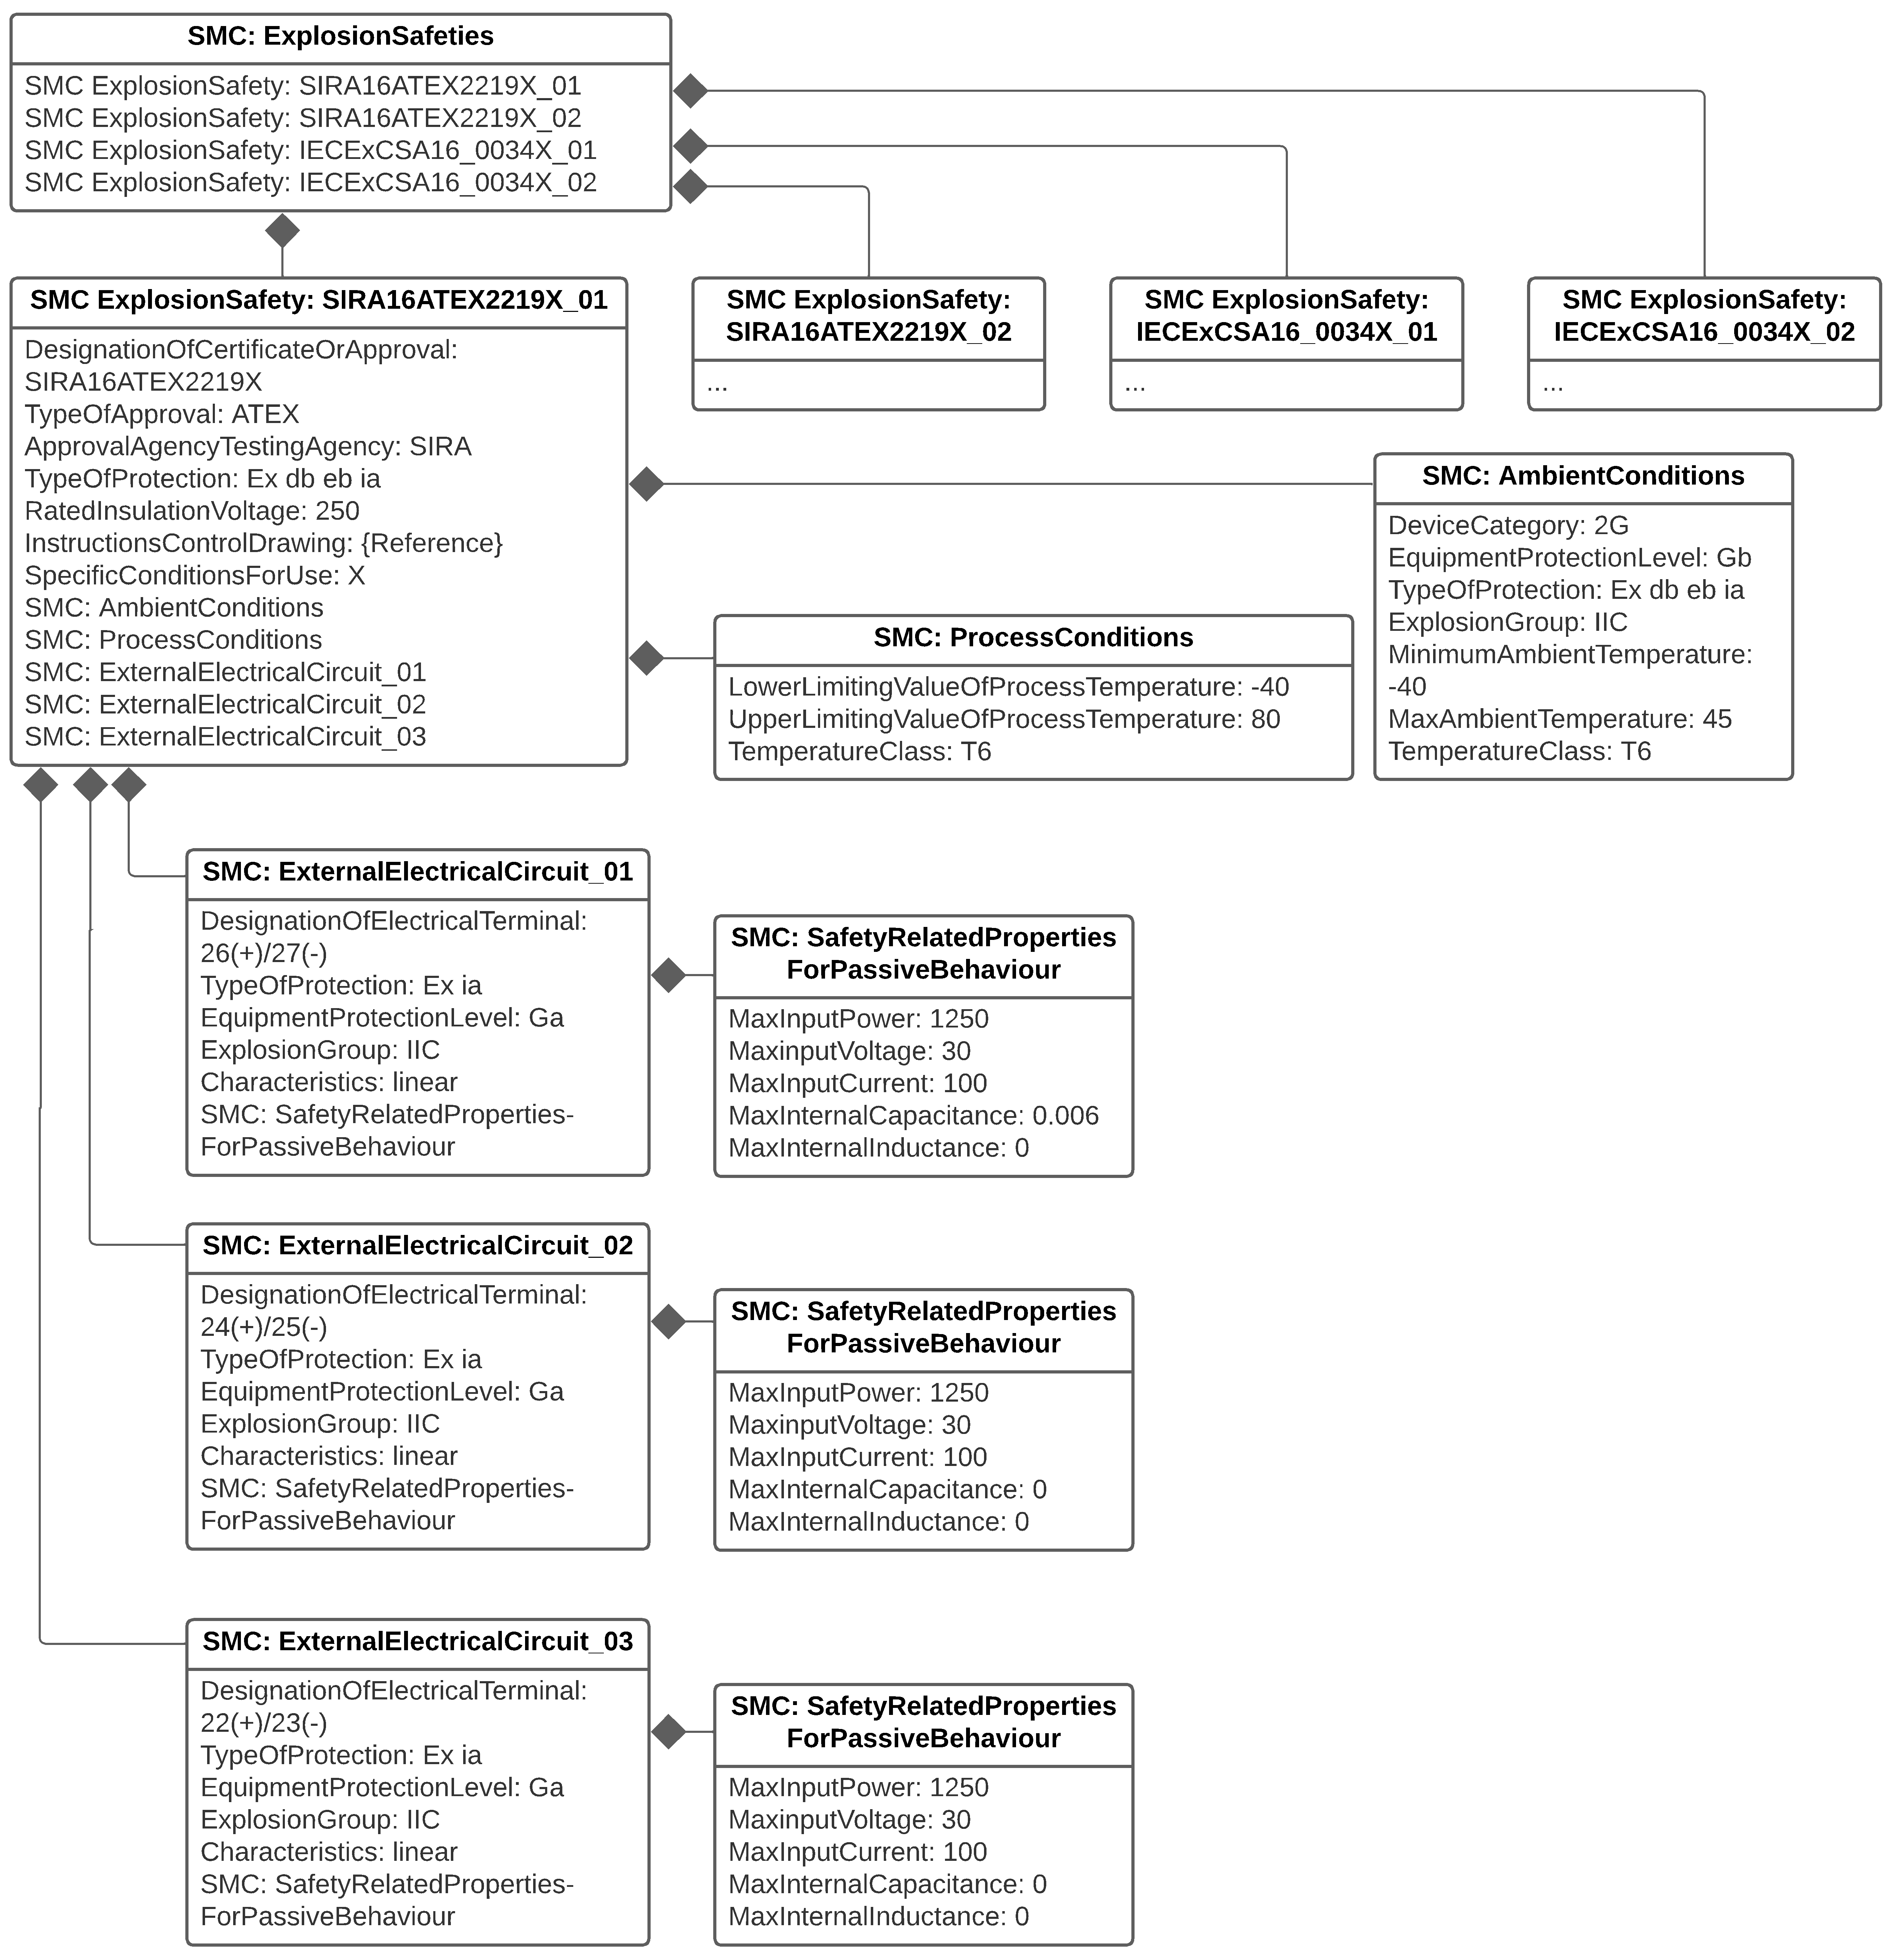 SMC: ExplosionSafeties
SMC ExplosionSafety: SIRA16ATEX2219X_01
SMC ExplosionSafety: SIRA16ATEX2219X_02
SMC ExplosionSafety: IECExCSA16_0034X_01
SMC ExplosionSafety: IECExCSA16_0034X_02
SMC ExplosionSafety: SIRA16ATEX2219X_01
DesignationOfCertificateOrApproval:
SIRA16ATEX2219X
TypeOfApproval: ATEX
ApprovalAgencyTestingAgency: SIRA
TypeOfProtection: Ex db eb ia
RatedInsulationVoltage: 250
InstructionsControlDrawing: {Reference}
SpecificConditionsForUse: X
SMC: AmbientConditions
SMC: ProcessConditions
SMC: ExternalElectricalCircuit_01
SMC: ExternalElectricalCircuit_02
SMC: ExternalElectricalCircuit_03
SMC ExplosionSafety:
SIRA16ATEX2219X_02
...
SMC ExplosionSafety:
IECExCSA16_0034X_01
...
SMC ExplosionSafety:
IECExCSA16_0034X_02
...
SMC: AmbientConditions
DeviceCategory: 2G
EquipmentProtectionLevel: Gb
TypeOfProtection: Ex db eb ia
ExplosionGroup: IIC
MinimumAmbientTemperature:
-40
MaxAmbientTemperature: 45
TemperatureClass: T6
SMC: ProcessConditions
LowerLimitingValueOfProcessTemperature: -40
UpperLimitingValueOfProcessTemperature: 80
TemperatureClass: T6
SMC: ExternalElectricalCircuit_01
DesignationOfElectricalTerminal:
26(+)/27(-)
TypeOfProtection: Ex ia
EquipmentProtectionLevel: Ga
ExplosionGroup: IIC
Characteristics: linear
SMC: SafetyRelatedProperties-
ForPassiveBehaviour
SMC: SafetyRelatedProperties
ForPassiveBehaviour
MaxInputPower: 1250
MaxinputVoltage: 30
MaxInputCurrent: 100
MaxInternalCapacitance: 0.006
MaxInternalInductance: 0
SMC: ExternalElectricalCircuit_02
DesignationOfElectricalTerminal:
24(+)/25(-)
TypeOfProtection: Ex ia
EquipmentProtectionLevel: Ga
ExplosionGroup: IIC
Characteristics: linear
SMC: SafetyRelatedProperties-
ForPassiveBehaviour
SMC: SafetyRelatedProperties
ForPassiveBehaviour
MaxInputPower: 1250
MaxinputVoltage: 30
MaxInputCurrent: 100
MaxInternalCapacitance: 0
MaxInternalInductance: 0
SMC: ExternalElectricalCircuit_03
DesignationOfElectricalTerminal:
22(+)/23(-)
TypeOfProtection: Ex ia
EquipmentProtectionLevel: Ga
ExplosionGroup: IIC
Characteristics: linear
SMC: SafetyRelatedProperties-
ForPassiveBehaviour
SMC: SafetyRelatedProperties
ForPassiveBehaviour
MaxInputPower: 1250
MaxinputVoltage: 30
MaxInputCurrent: 100
MaxInternalCapacitance: 0
MaxInternalInductance: 0